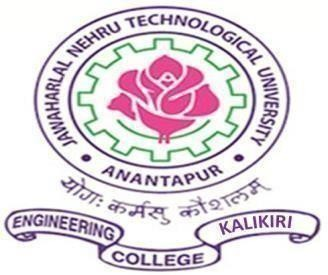 JAWAHARLAL NEHRU TECHNOLOGICAL UNIVERSITY
• ANANTAPUR •
योगः कर्मसु कौशलम्
ENGINEERING
COLLEGE
KALIKIRI